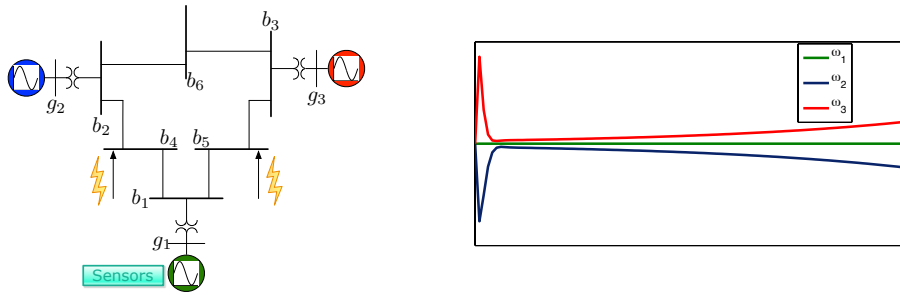 b₃
g₂
b₂
b₆
g₃
b₄
b₅
b₁
g₁
Sensors
ω₁
ω₂
ω₃